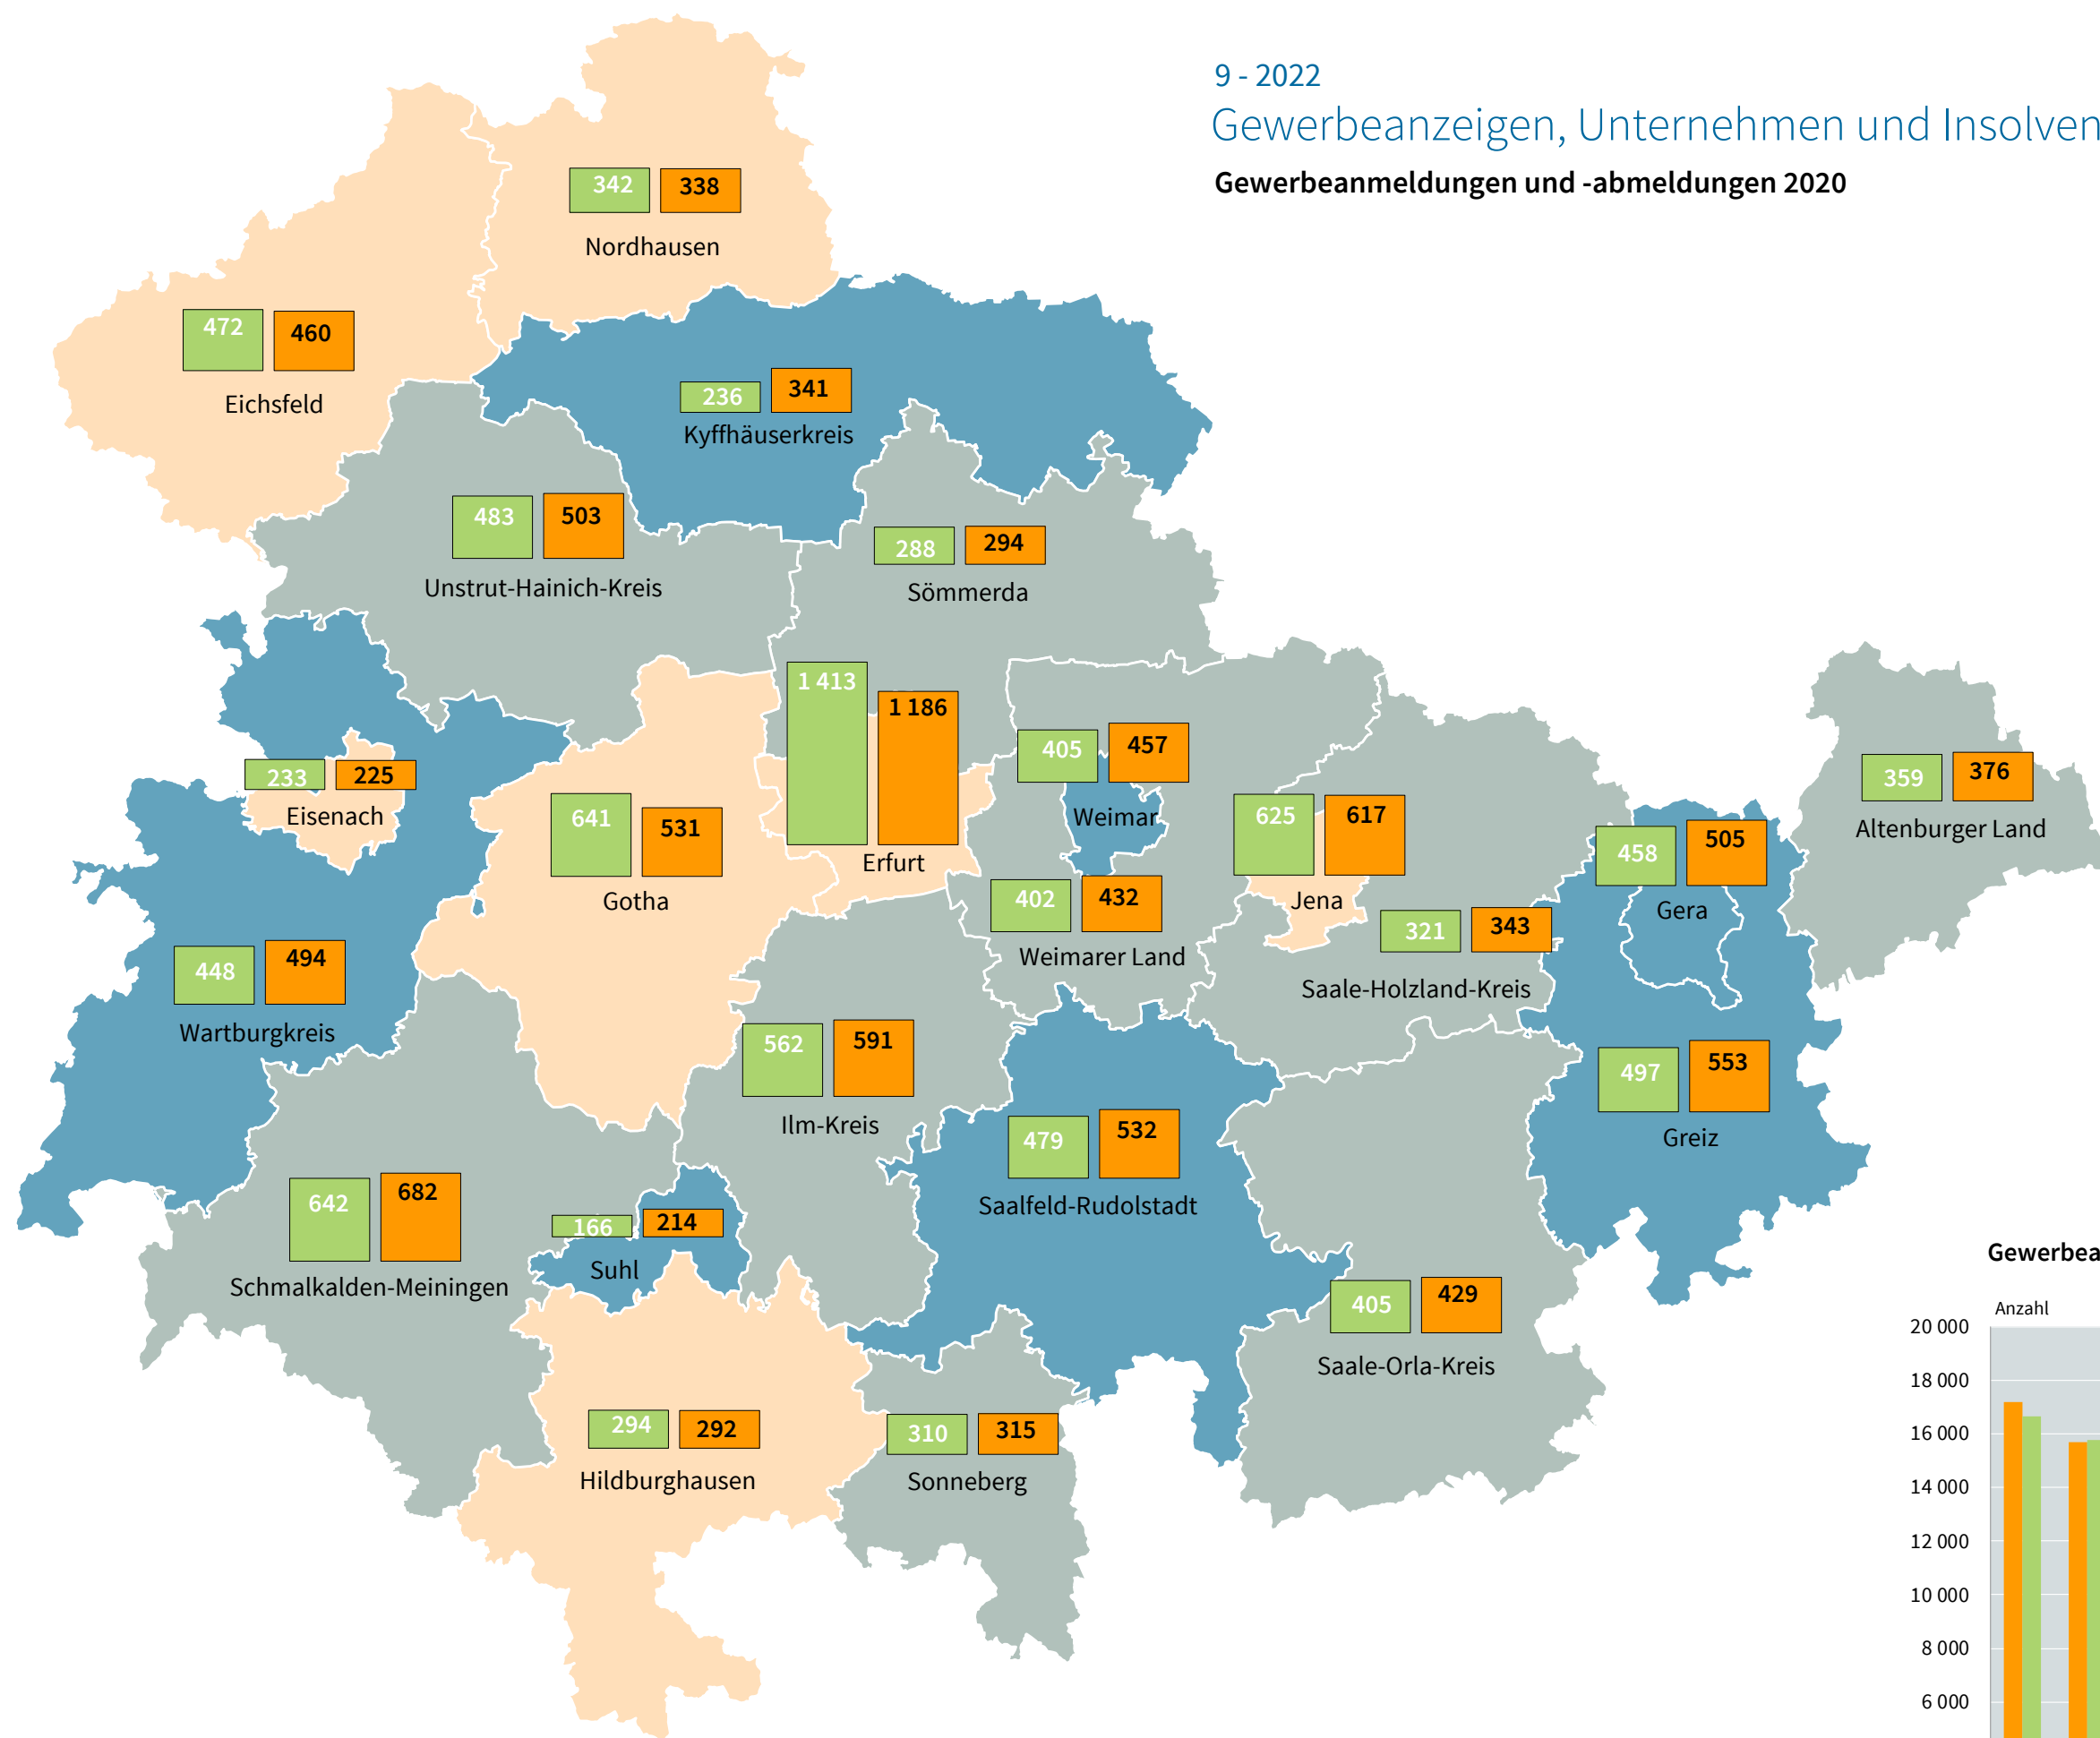 9 - 2022
Gewerbeanzeigen, Unternehmen und Insolven
Gewerbeanmeldungen und -abmeldungen 2020
342 338
Nordhausen
472 460
Eichsfeld
236 341
Kyffhäuserkreis
483 503
Unstrut-Hainich-Kreis
288 294
Sömmerda
1 413 1 186
Erfurt
405 457
Weimar
233 225
Eisenach
641 531
Gotha
625 617
Jena
359 376
Altenburger Land
458 505
Gera
402 432
Weimarer Land
321 343
Saale-Holzland-Kreis
448 494
Wartburgkreis
562 591
Ilm-Kreis
497 553
Greiz
479 532
Saalfeld-Rudolstadt
642 682
Schmalkalden-Meiningen
166 214
Suhl
405 429
Saale-Orla-Kreis
294 292
Hildburghausen
310 315
Sonneberg
Gewerbea
Anzahl
20 000
18 000
16 000
14 000
12 000
10 000
8 000
6 000